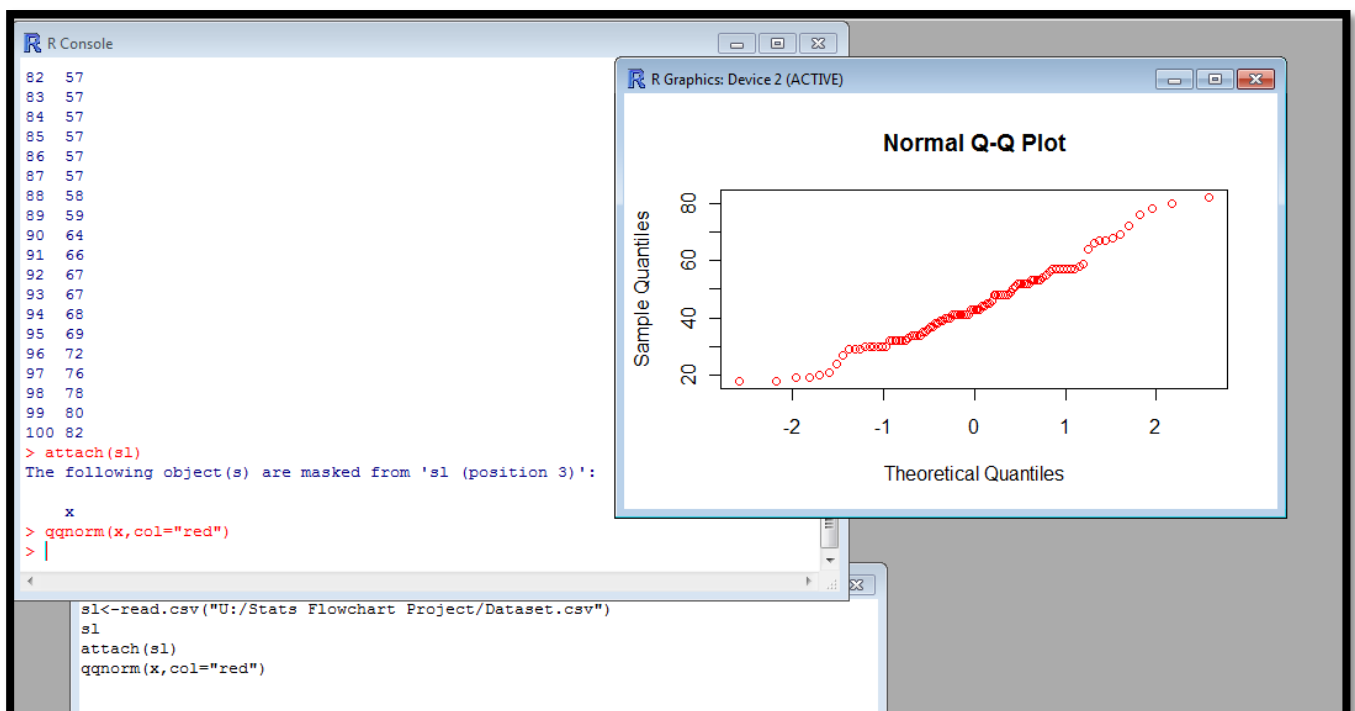 R Console
82 57
83 57
84 57
85 57
86 57
87 57
88 58
89 59
90 64
91 66
92 67
93 67
94 68
95 69
96 72
97 76
98 78
99 80
100 82
> attach(sl)
The following object(s) are masked from 'sl (position 3)':
x
> qqnorm(x,col="red")
>
R Graphics: Device 2 (ACTIVE)
Normal Q-Q Plot
Sample Quantiles
80
60
40
20
-2 -1 0 1 2
Theoretical Quantiles
sl<-read.csv("U:/Stats Flowchart Project/Dataset.csv")
sl
attach(sl)
qqnorm(x,col="red")